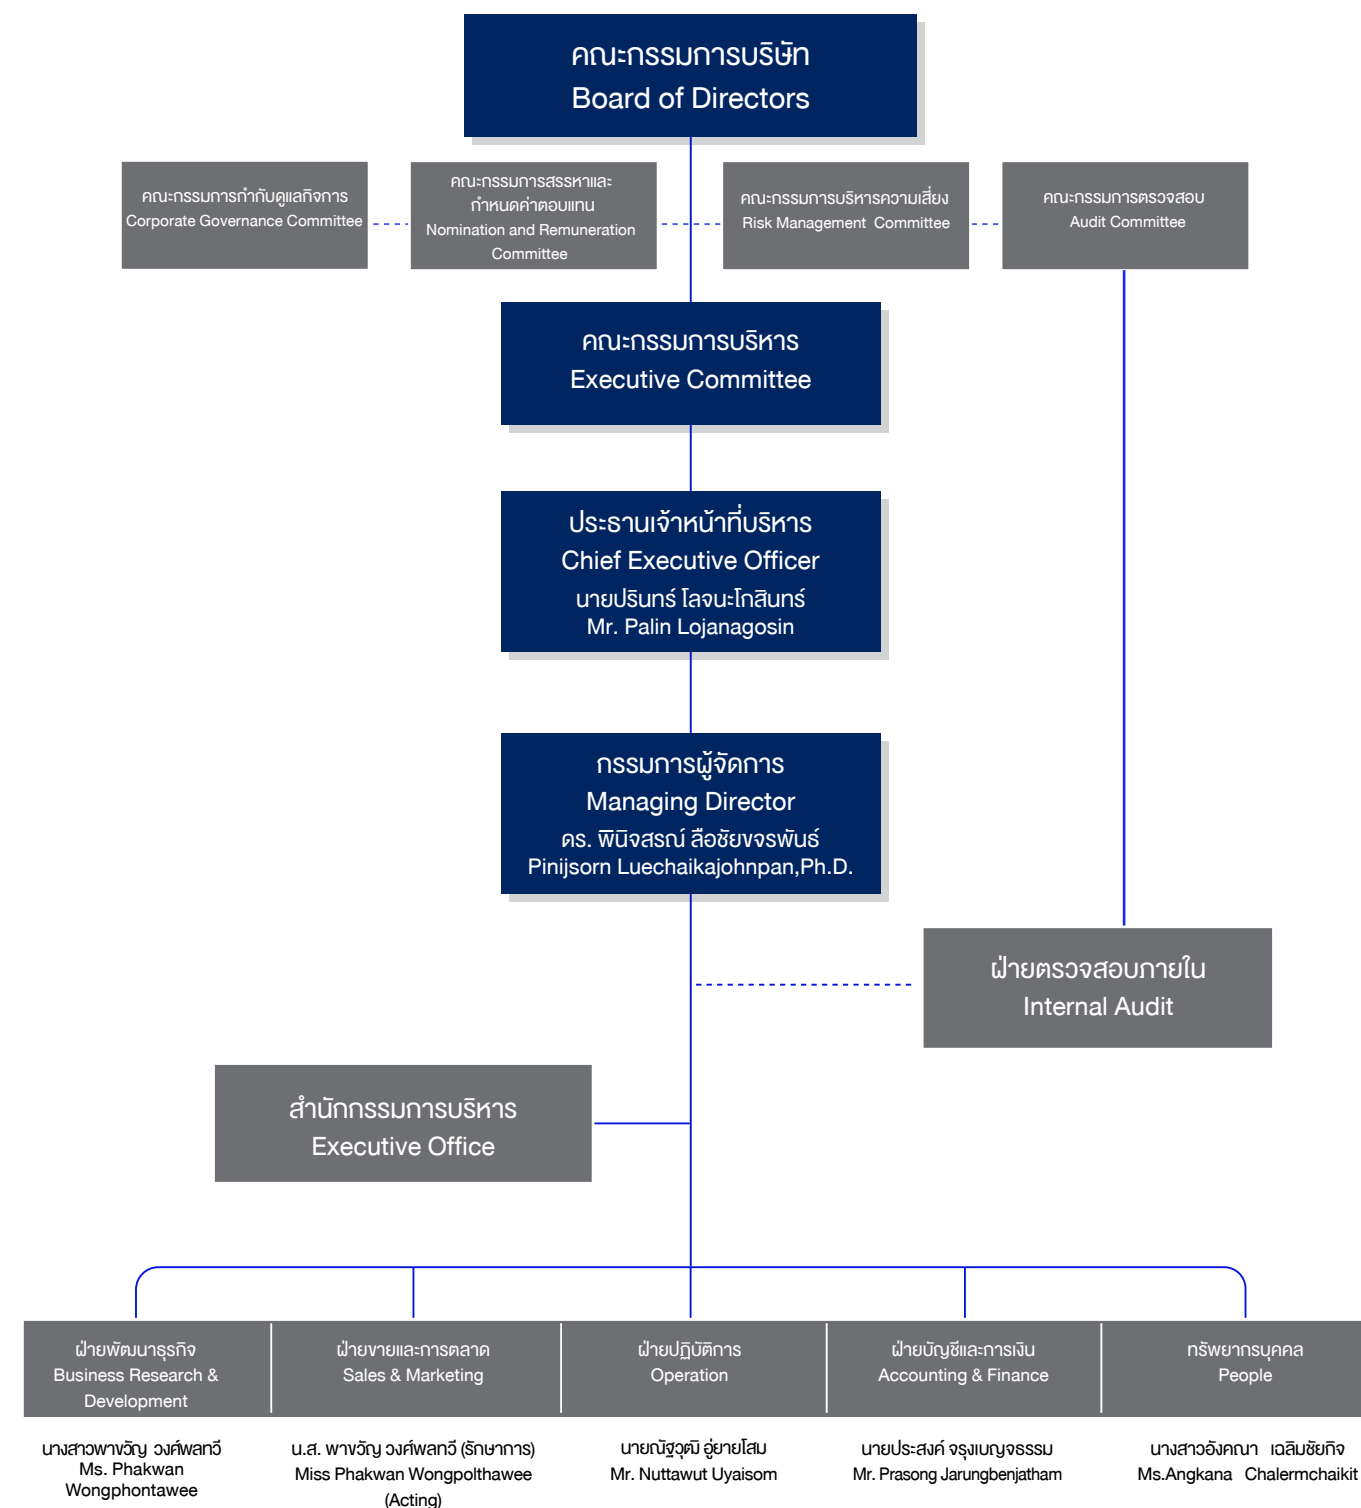 คณะกรรมการบริษัท
Board of Directors
คณะกรรมการกำกับดูแลกิจการ
Corporate Governance Committee
คณะกรรมการสรรหาและ
กำหนดค่าตอบแทน
Nomination and Remuneration
Committee
คณะกรรมการบริหารความเสี่ยง
Risk Management Committee
คณะกรรมการตรวจสอบ
Audit Committee
คณะกรรมการบริหาร
Executive Committee
ประธานเจ้าหน้าที่บริหาร
Chief Executive Officer
นายปรินทร์ โลจนะโกสินทร์
Mr. Palin Lojanagosin
กรรมการผู้จัดการ
Managing Director
ดร. พินิจสรณ์ ลือชัยขจรพันธ์
Pinijsorn Luechaikajohnpan,Ph.D.
ฝ่ายตรวจสอบภายใน
Internal Audit
สำนักกรรมการบริหาร
Executive Office
ฝ่ายพัฒนาธุรกิจ
Business Research &
Development
ฝ่ายขายและการตลาด
Sales & Marketing
ฝ่ายปฏิบัติการ
Operation
ฝ่ายบัญชีและการเงิน
Accounting & Finance
ทรัพยากรบุคคล
People
นางสาวพาขวัญ วงศ์พลทวี
Ms. Phakwan
Wongphontawee
น.ส. พาขวัญ วงศ์พลทวี (รักษาการ)
Miss Phakwan Wongpolthawee
(Acting)
นายณัฐวุฒิ อู่ยายโสม
Mr. Nuttawut Uyaisom
นายประสงค์ จรุงเบญจธรรม
Mr. Prasong Jarungbenjatham
นางสาวอังคณา เฉลิมชัยกิจ
Ms.Angkana Chalermchaikit